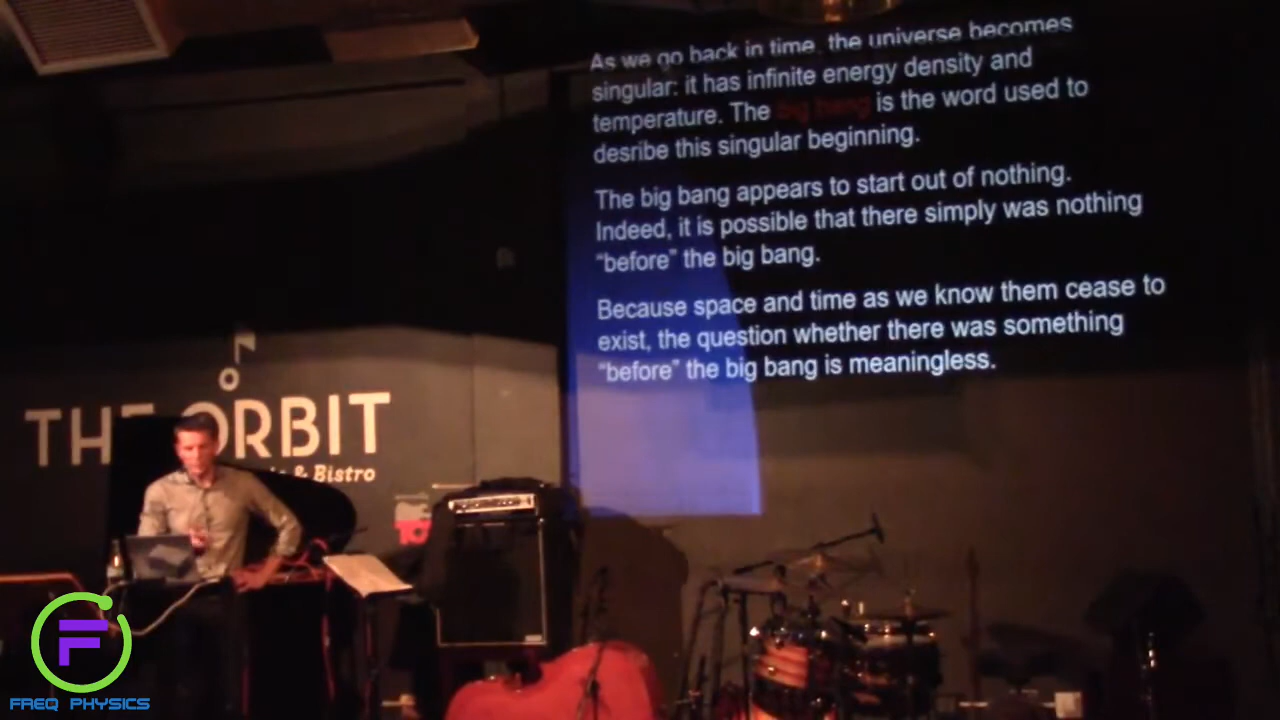 As we go back in time, the universe becomes
singular: it has infinite energy density and
temperature. The big bang is the word used to
desribe this singular beginning.
The big bang appears to start out of nothing.
Indeed, it is possible that there simply was nothing
“before” the big bang.
Because space and time as we know them cease to
exist, the question whether there was something
“before” the big bang is meaningless.
THE ORBIT
& Bistro
F
FREQ PHYSICS